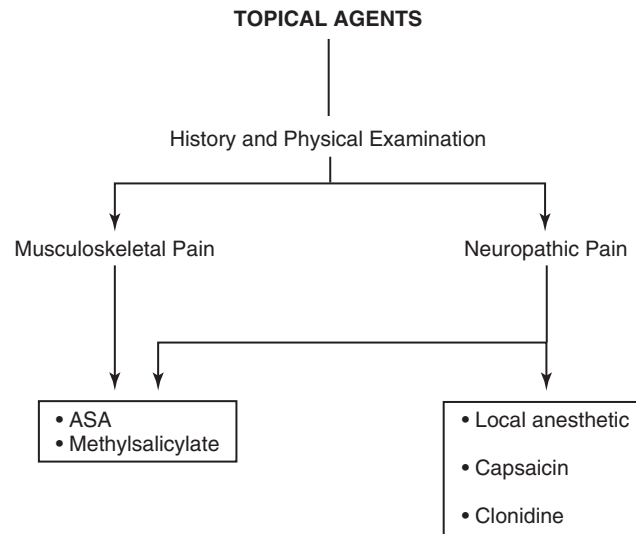 TOPICAL AGENTS
History and Physical Examination
Musculoskeletal Pain
Neuropathic Pain
• ASA
• Methylsalicylate
• Local anesthetic
• Capsaicin
• Clonidine